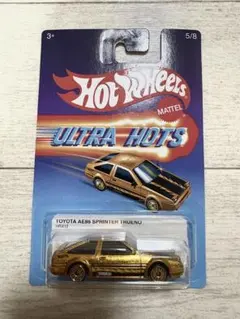 3+
5/8
Hot Wheels
MATTEL
ULTRA HOTS
TOYOTA AE86 SPRINTER TRUENO